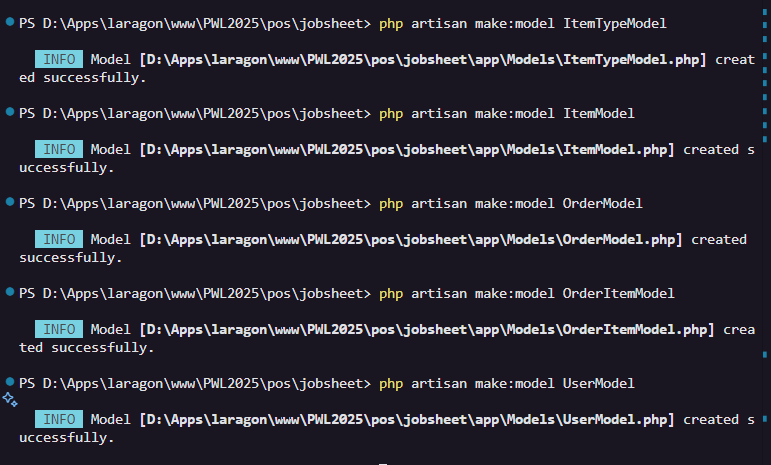 PS D:\Apps\laragon\www\PWL2025\pos\jobsheet> php artisan make:model ItemTypeModel
INFO Model [D:\Apps\laragon\www\PWL2025\pos\jobsheet\app\Models\ItemTypeModel.php] creat
ed successfully.
PS D:\Apps\laragon\www\PWL2025\pos\jobsheet> php artisan make:model ItemModel
INFO Model [D:\Apps\laragon\www\PWL2025\pos\jobsheet\app\Models\ItemModel.php] created s
uccessfully.
PS D:\Apps\laragon\www\PWL2025\pos\jobsheet> php artisan make:model OrderModel
INFO Model [D:\Apps\laragon\www\PWL2025\pos\jobsheet\app\Models\OrderModel.php] created
successfully.
PS D:\Apps\laragon\www\PWL2025\pos\jobsheet> php artisan make:model OrderItemModel
INFO Model [D:\Apps\laragon\www\PWL2025\pos\jobsheet\app\Models\OrderItemModel.php] crea
ted successfully.
PS D:\Apps\laragon\www\PWL2025\pos\jobsheet> php artisan make:model UserModel
INFO Model [D:\Apps\laragon\www\PWL2025\pos\jobsheet\app\Models\UserModel.php] created s
uccessfully.